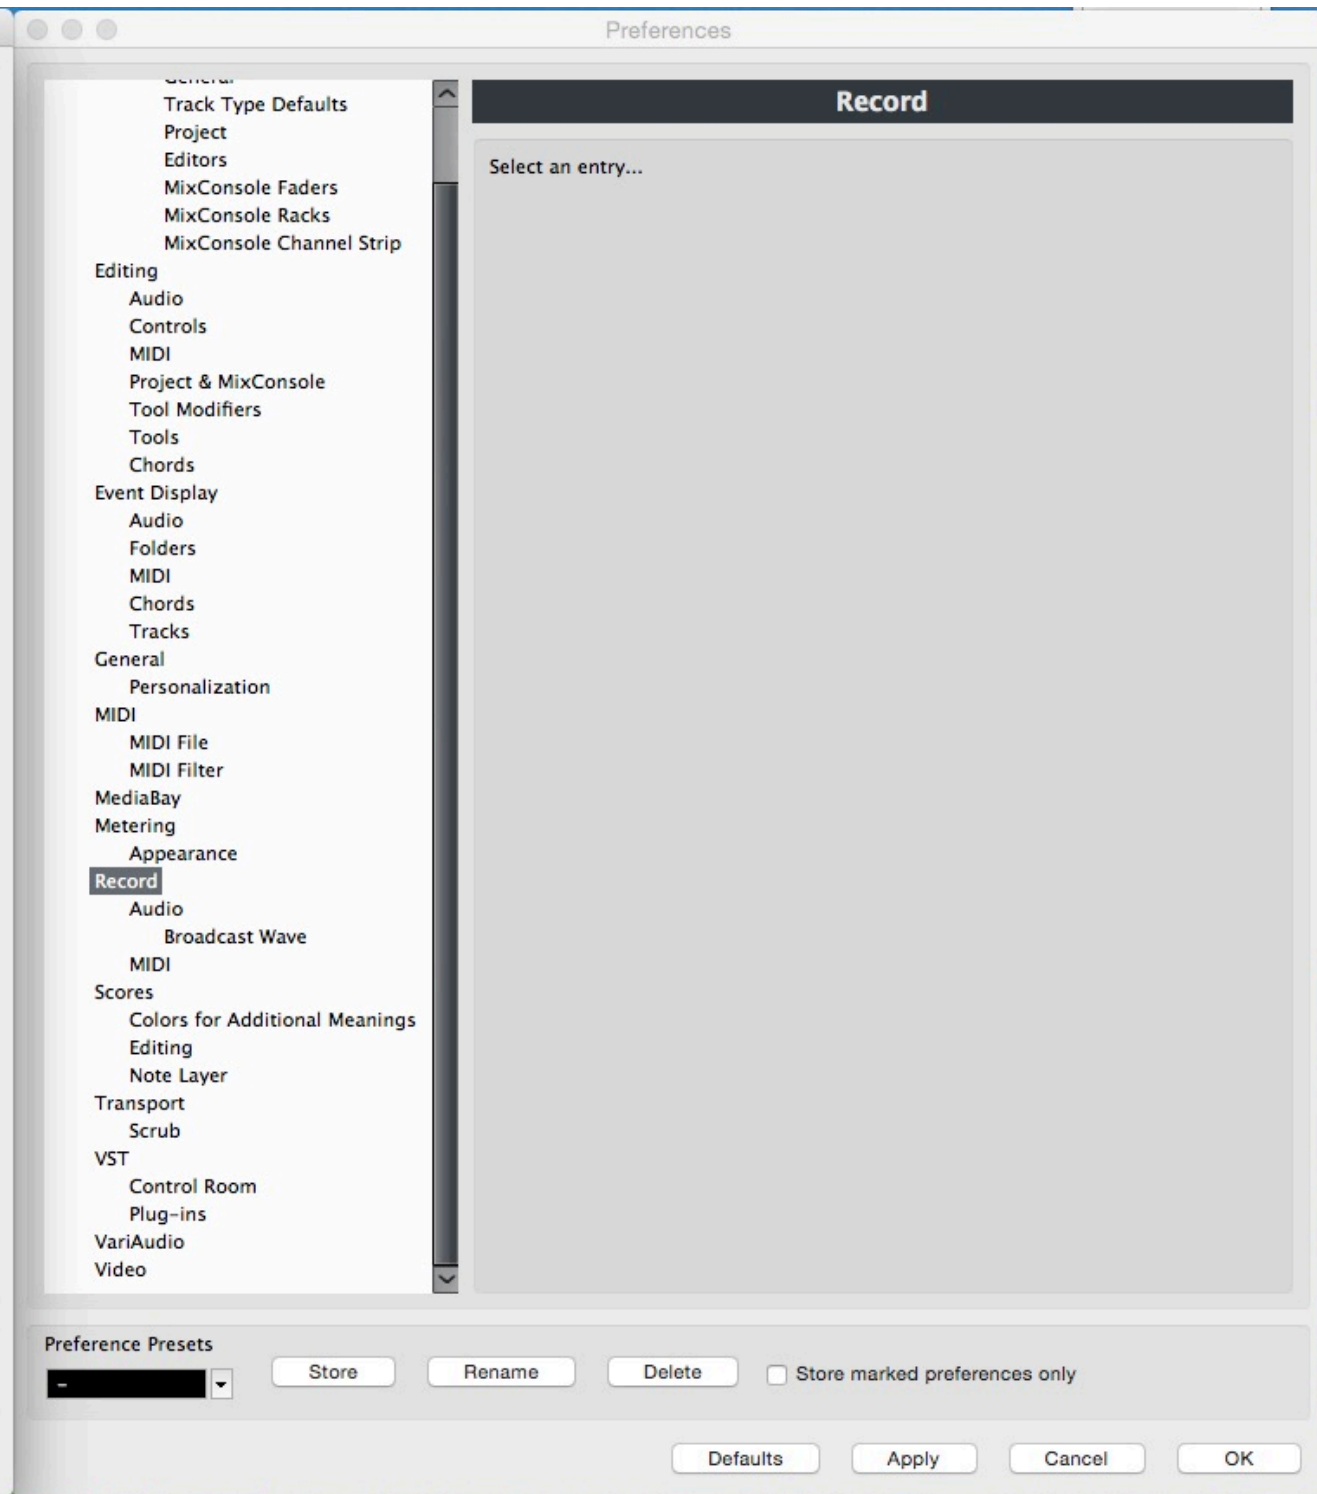 Preferences
General
Track Type Defaults
Project
Editors
MixConsole Faders
MixConsole Racks
MixConsole Channel Strip
Editing
Audio
Controls
MIDI
Project & MixConsole
Tool Modifiers
Tools
Chords
Event Display
Audio
Folders
MIDI
Chords
Tracks
General
Personalization
MIDI
MIDI File
MIDI Filter
MediaBay
Metering
Appearance
Record
Audio
Broadcast Wave
MIDI
Scores
Colors for Additional Meanings
Editing
Note Layer
Transport
Scrub
VST
Control Room
Plug-ins
VariAudio
Video
Record
Select an entry...
Preference Presets
–
Store
Rename
Delete
Store marked preferences only
Defaults
Apply
Cancel
OK